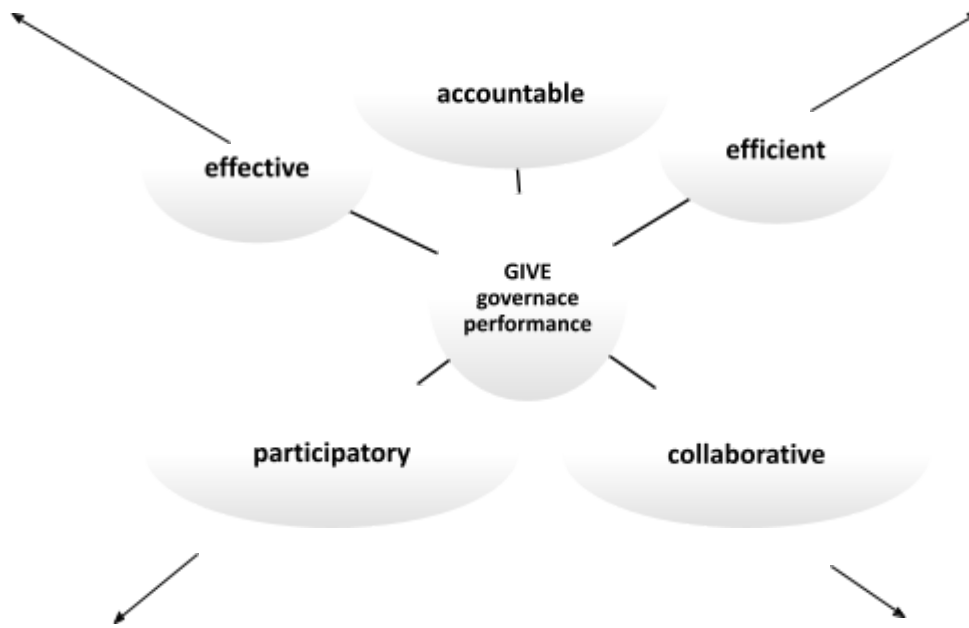 accountable
effective
efficient
GIVE
governace
performance
participatory
collaborative